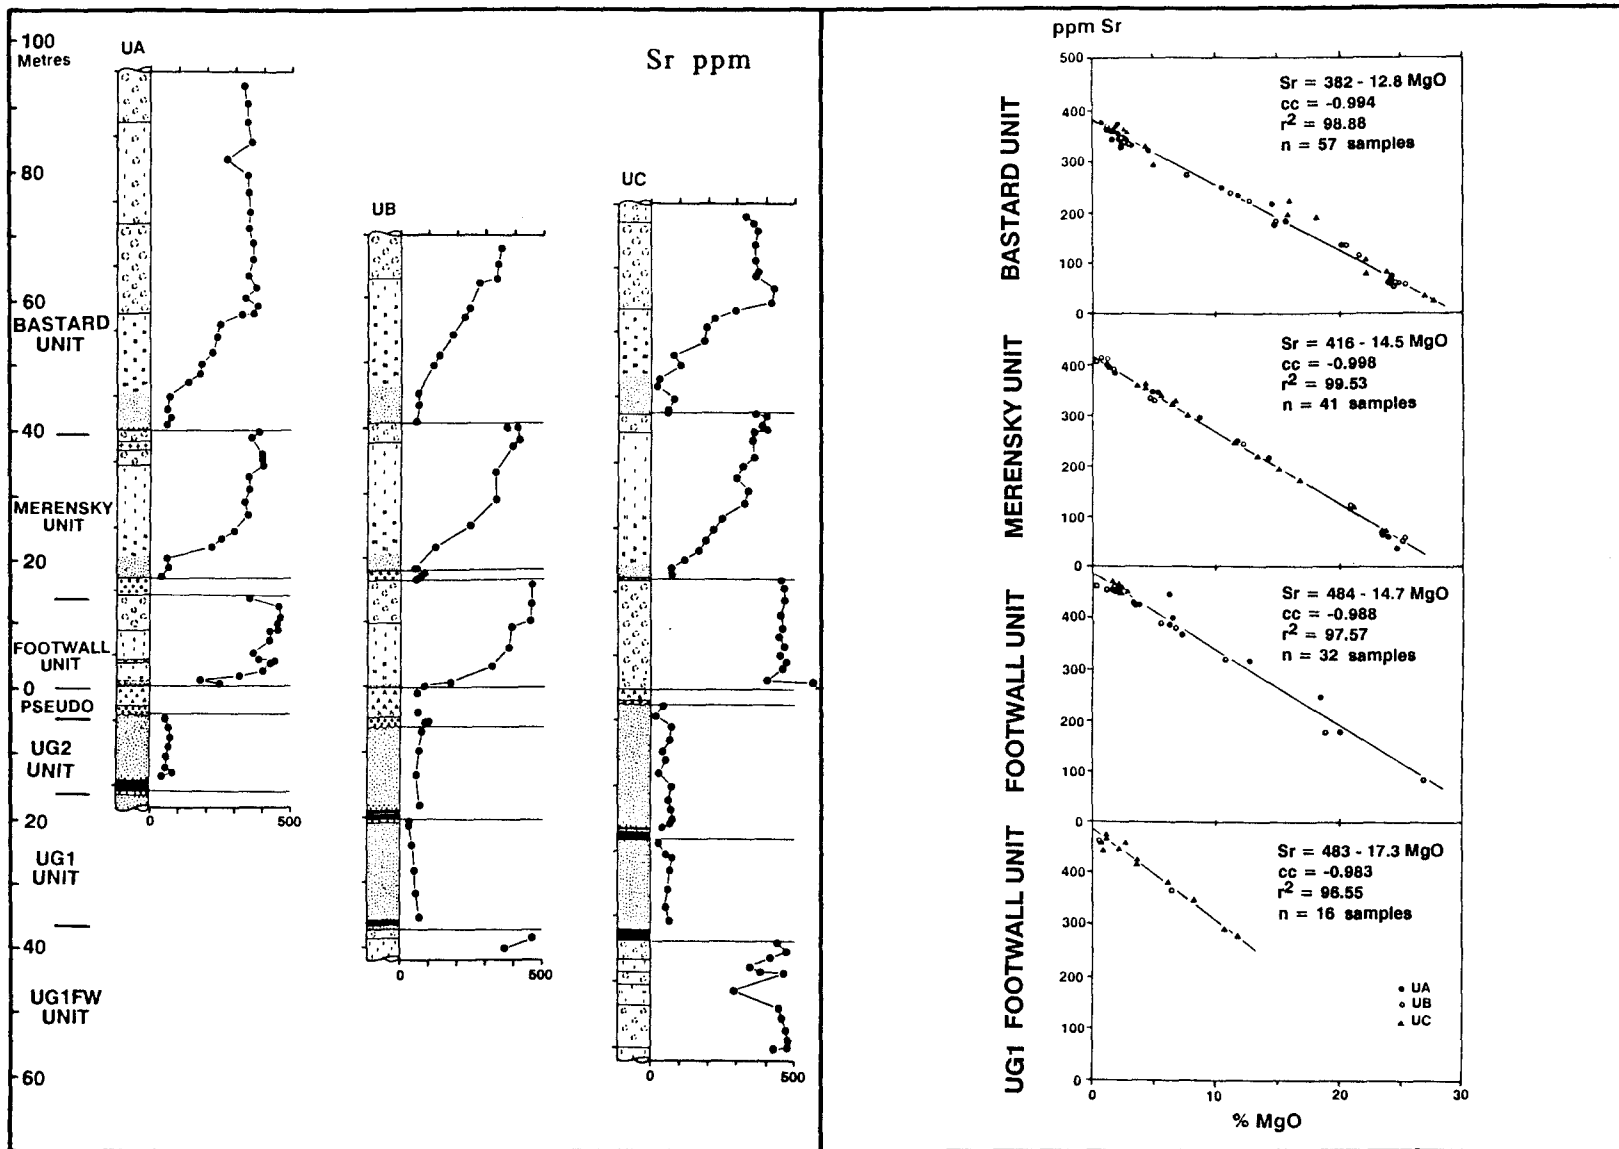 100
Metres
80
60
BASTARD
UNIT
40
MERENSKY
UNIT
20
FOOTWALL
UNIT
0
PSEUDO
UG2
UNIT
20
UG1
UNIT
40
UG1FW
UNIT
60
UA
0
500
UB
0
500
UC
0
500
Sr ppm
ppm Sr
BASTARD UNIT
500
400
300
200
100
0
Sr = 382 - 12.8 MgO
cc = -0.994
r² = 98.88
n = 57 samples
MERENSKY UNIT
400
300
200
100
0
Sr = 416 - 14.5 MgO
cc = -0.998
r² = 99.53
n = 41 samples
FOOTWALL UNIT
400
300
200
100
0
Sr = 484 - 14.7 MgO
cc = -0.988
r² = 97.57
n = 32 samples
UG1 FOOTWALL UNIT
400
300
200
100
0
Sr = 483 - 17.3 MgO
cc = -0.983
r² = 96.55
n = 16 samples
UA
UB
UC
0
10
20
30
% MgO